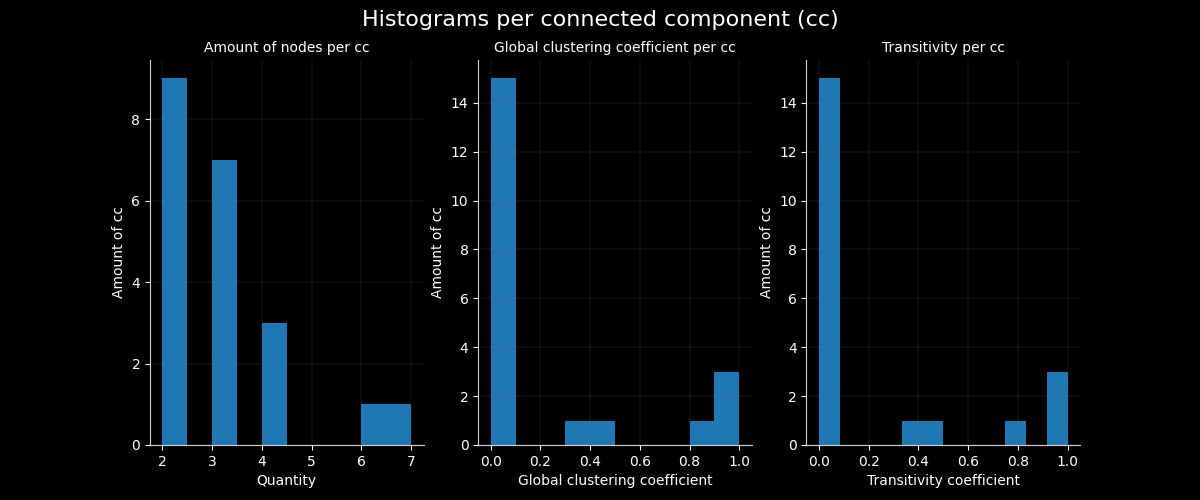 Histograms per connected component (cc)
Amount of nodes per cc
Global clustering coefficient per cc
Transitivity per cc
Amount of cc
8
6
4
2
0
2 3 4 5 6 7
Quantity
Amount of cc
14
12
10
8
6
4
2
0
0.0 0.2 0.4 0.6 0.8 1.0
Global clustering coefficient
Amount of cc
14
12
10
8
6
4
2
0
0.0 0.2 0.4 0.6 0.8 1.0
Transitivity coefficient